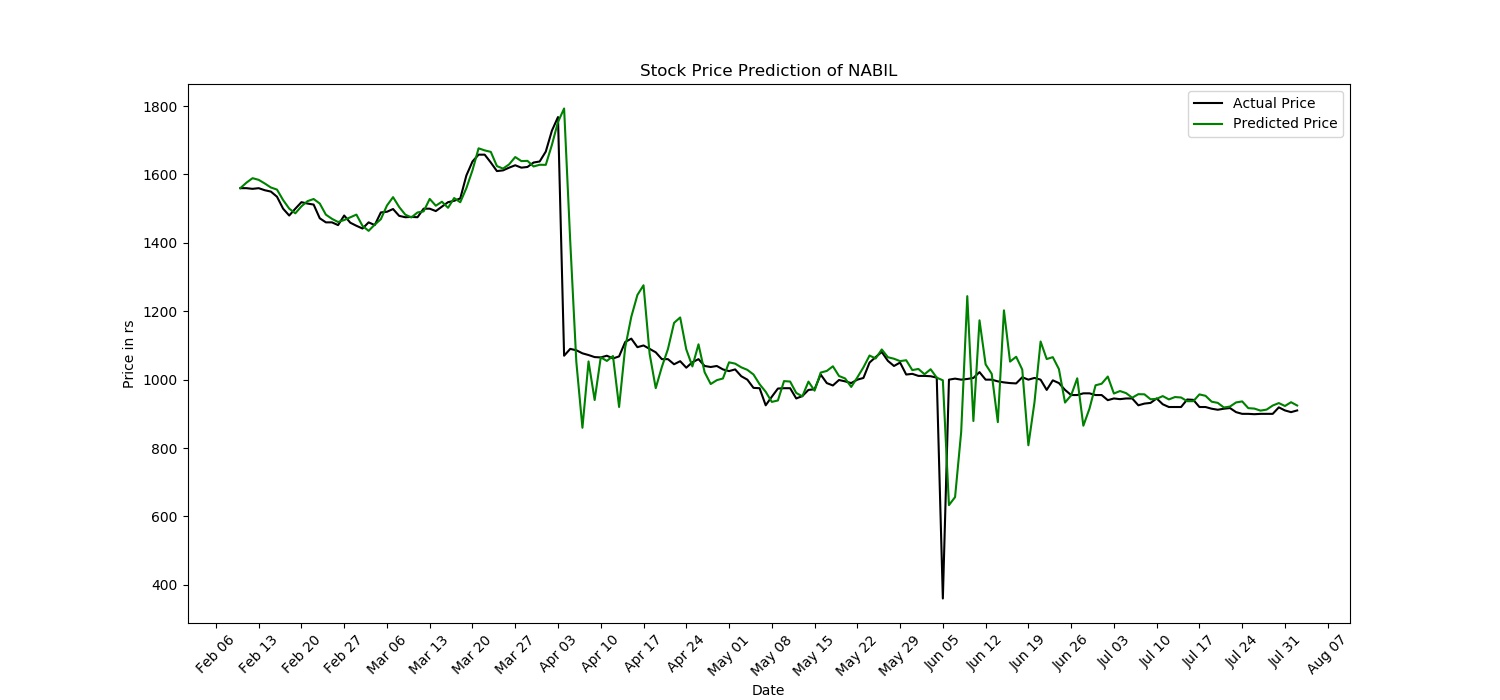 Stock Price Prediction of NABIL
Actual Price
Predicted Price
1800
1600
1400
1200
1000
800
600
400
Price in rs
Feb 06
Feb 13
Feb 20
Feb 27
Mar 06
Mar 13
Mar 20
Mar 27
Apr 03
Apr 10
Apr 17
Apr 24
May 01
May 08
May 15
May 22
May 29
Jun 05
Jun 12
Jun 19
Jun 26
Jul 03
Jul 10
Jul 17
Jul 24
Jul 31
Aug 07
Date